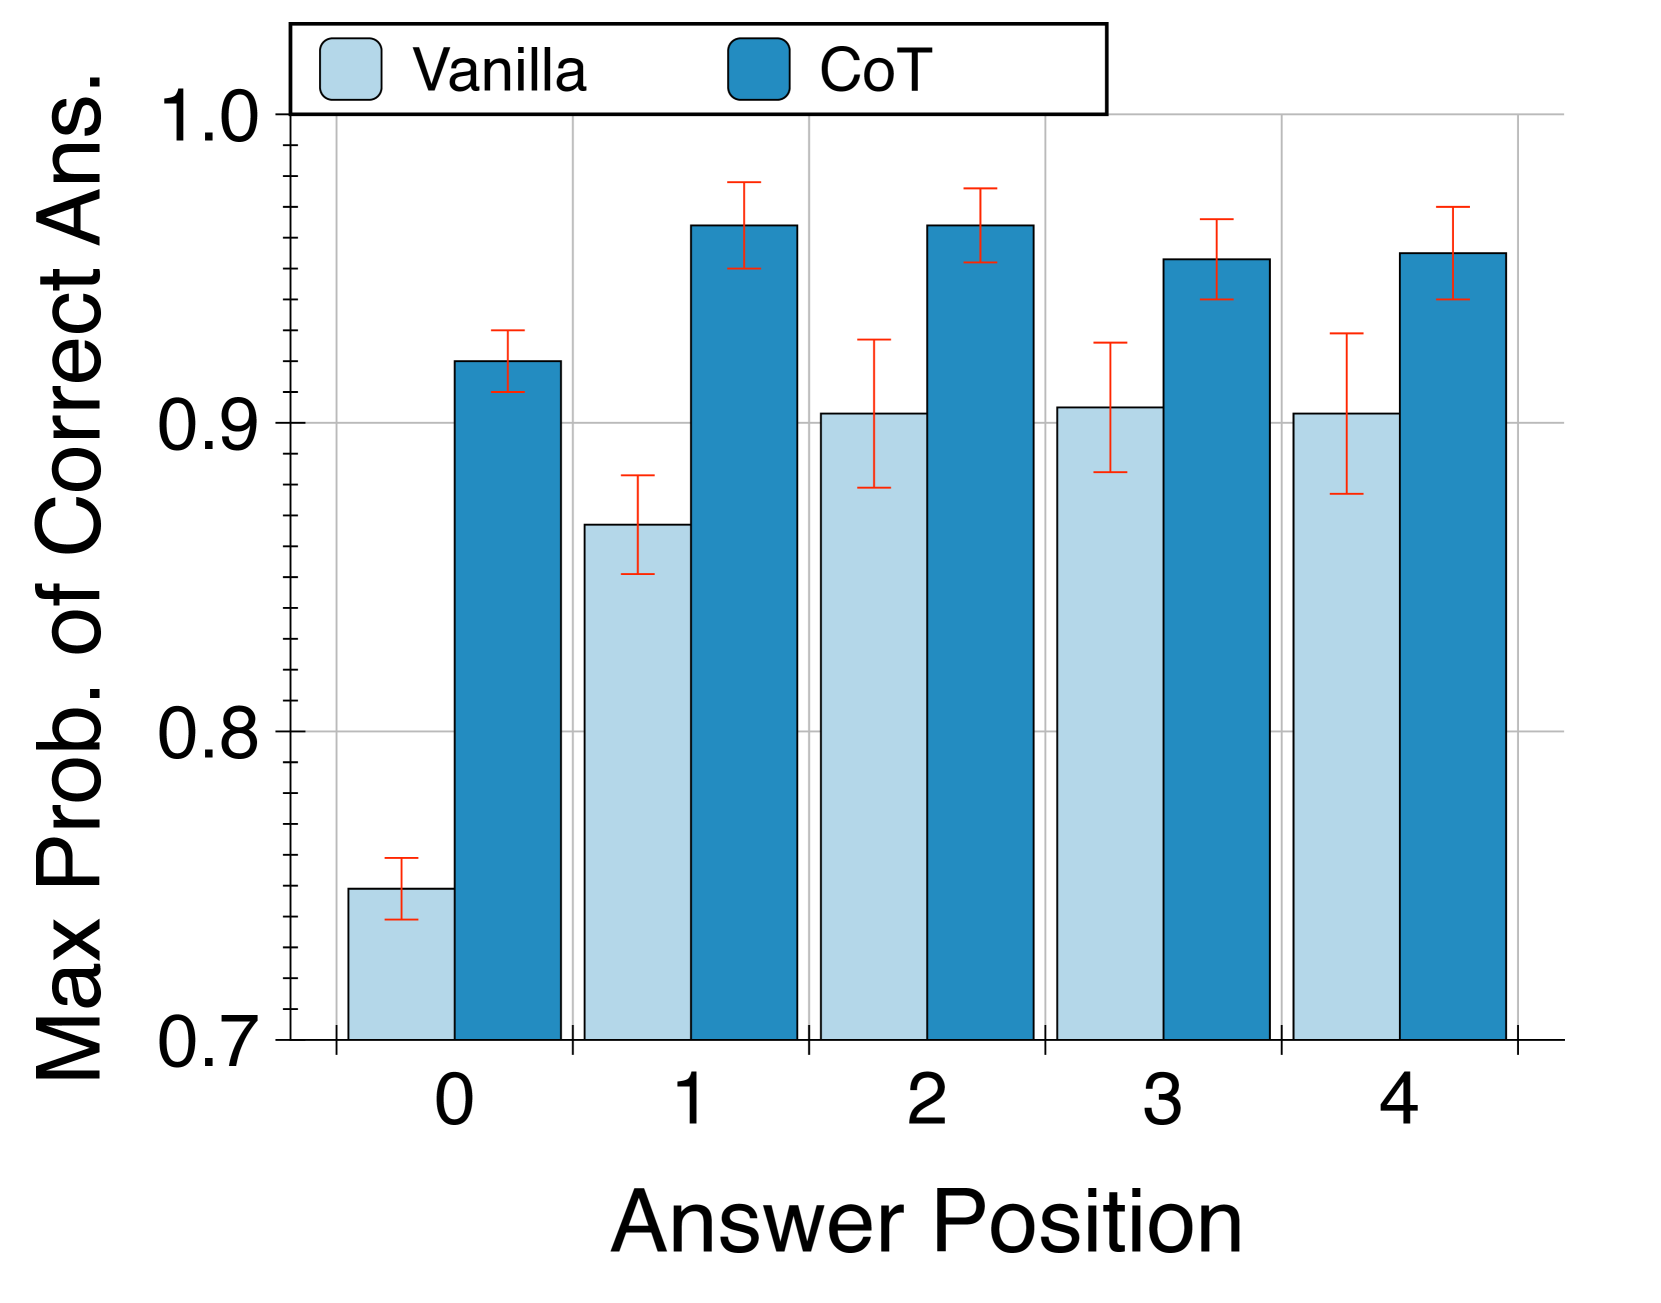 Vanilla CoT
Max Prob. of Correct Ans.
1.0
0.9
0.8
0.7
0 1 2 3 4
Answer Position